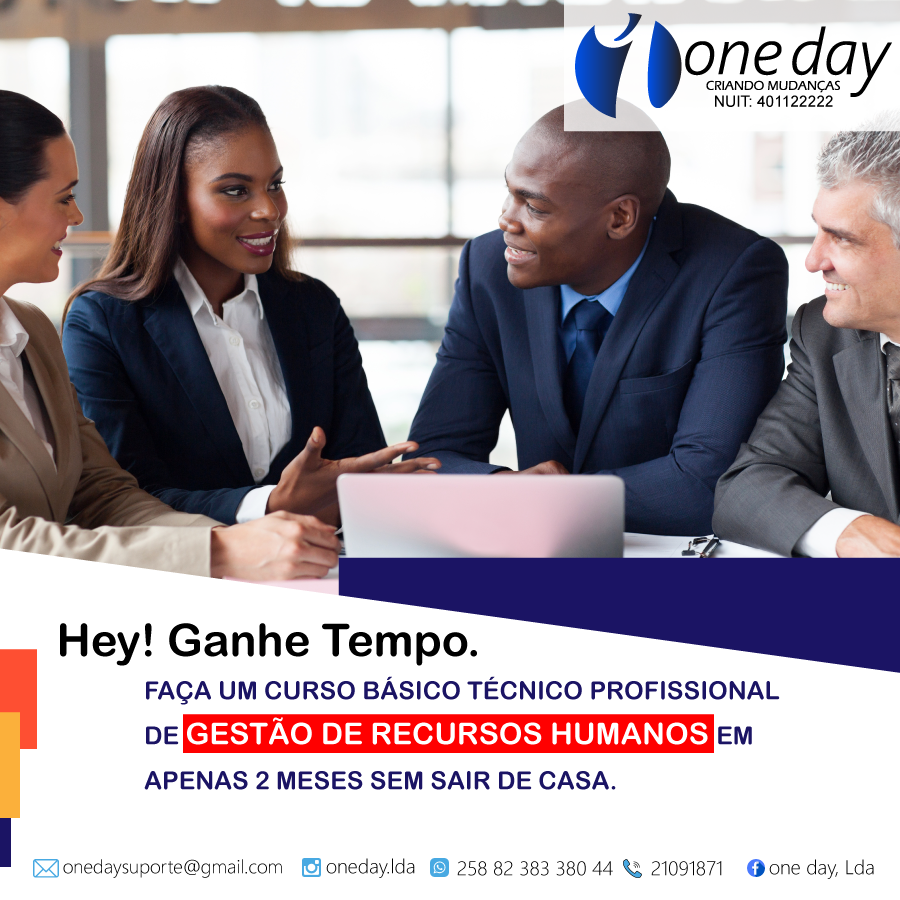 one day
CRIANDO MUDANÇAS
NUIT: 401122222
Hey! Ganhe Tempo.
FAÇA UM CURSO BÁSICO TÉCNICO PROFISSIONAL
DE GESTÃO DE RECURSOS HUMANOS EM
APENAS 2 MESES SEM SAIR DE CASA.
onedaysuporte@gmail.com oneday.lda 258 82 383 380 44 21091871 one day, Lda